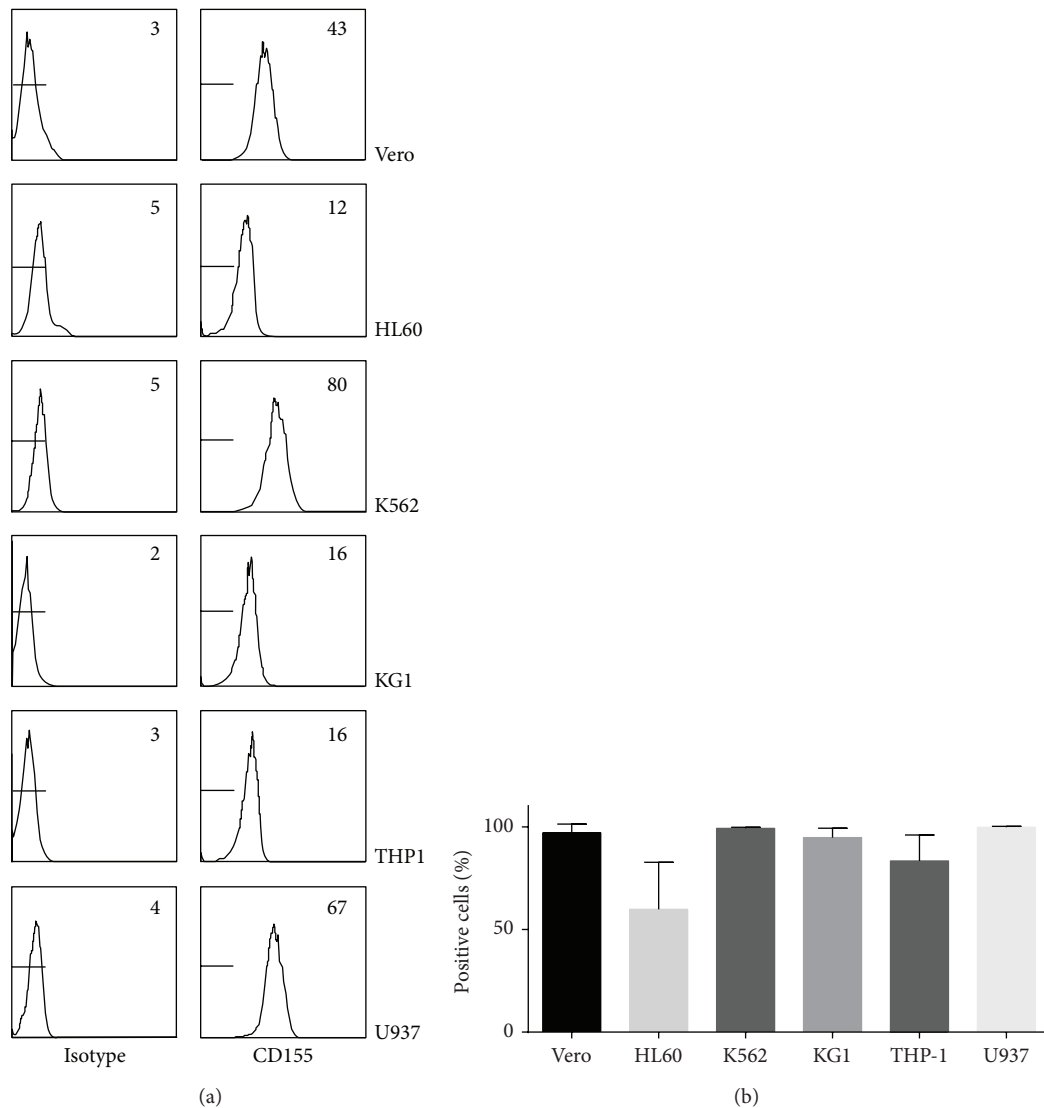 3
43
Vero
5
12
HL60
5
80
K562
2
16
KG1
3
16
THP1
4
67
U937
Isotype
CD155
(a)
Positive cells (%)
100
50
0
Vero
HL60
K562
KG1
THP-1
U937
(b)